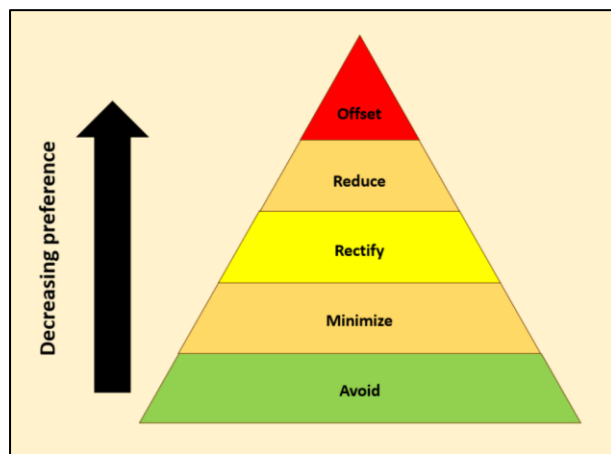 Decreasing preference
Offset
Reduce
Rectify
Minimize
Avoid